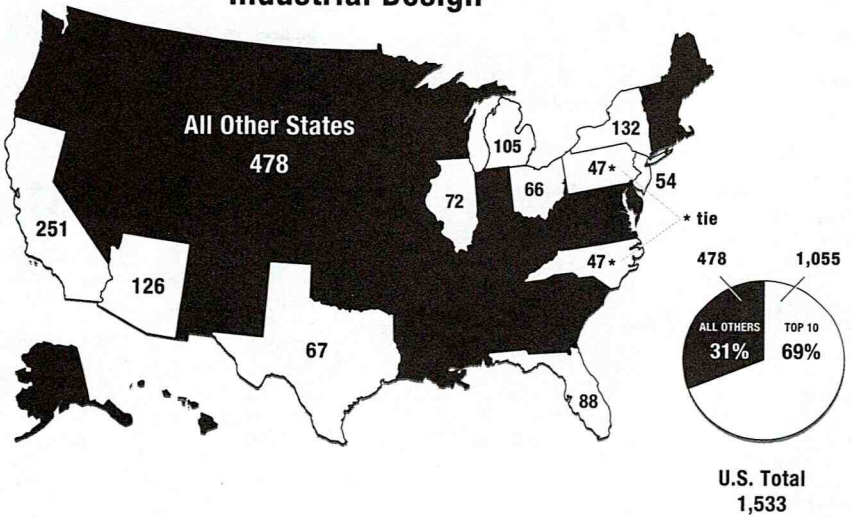 Industrial Design
All Other States
478
105
132
47*
54
72
66
251
* tie
126
47*
478
1,055
ALL OTHERS
31%
TOP 10
69%
67
88
U.S. Total
1,533